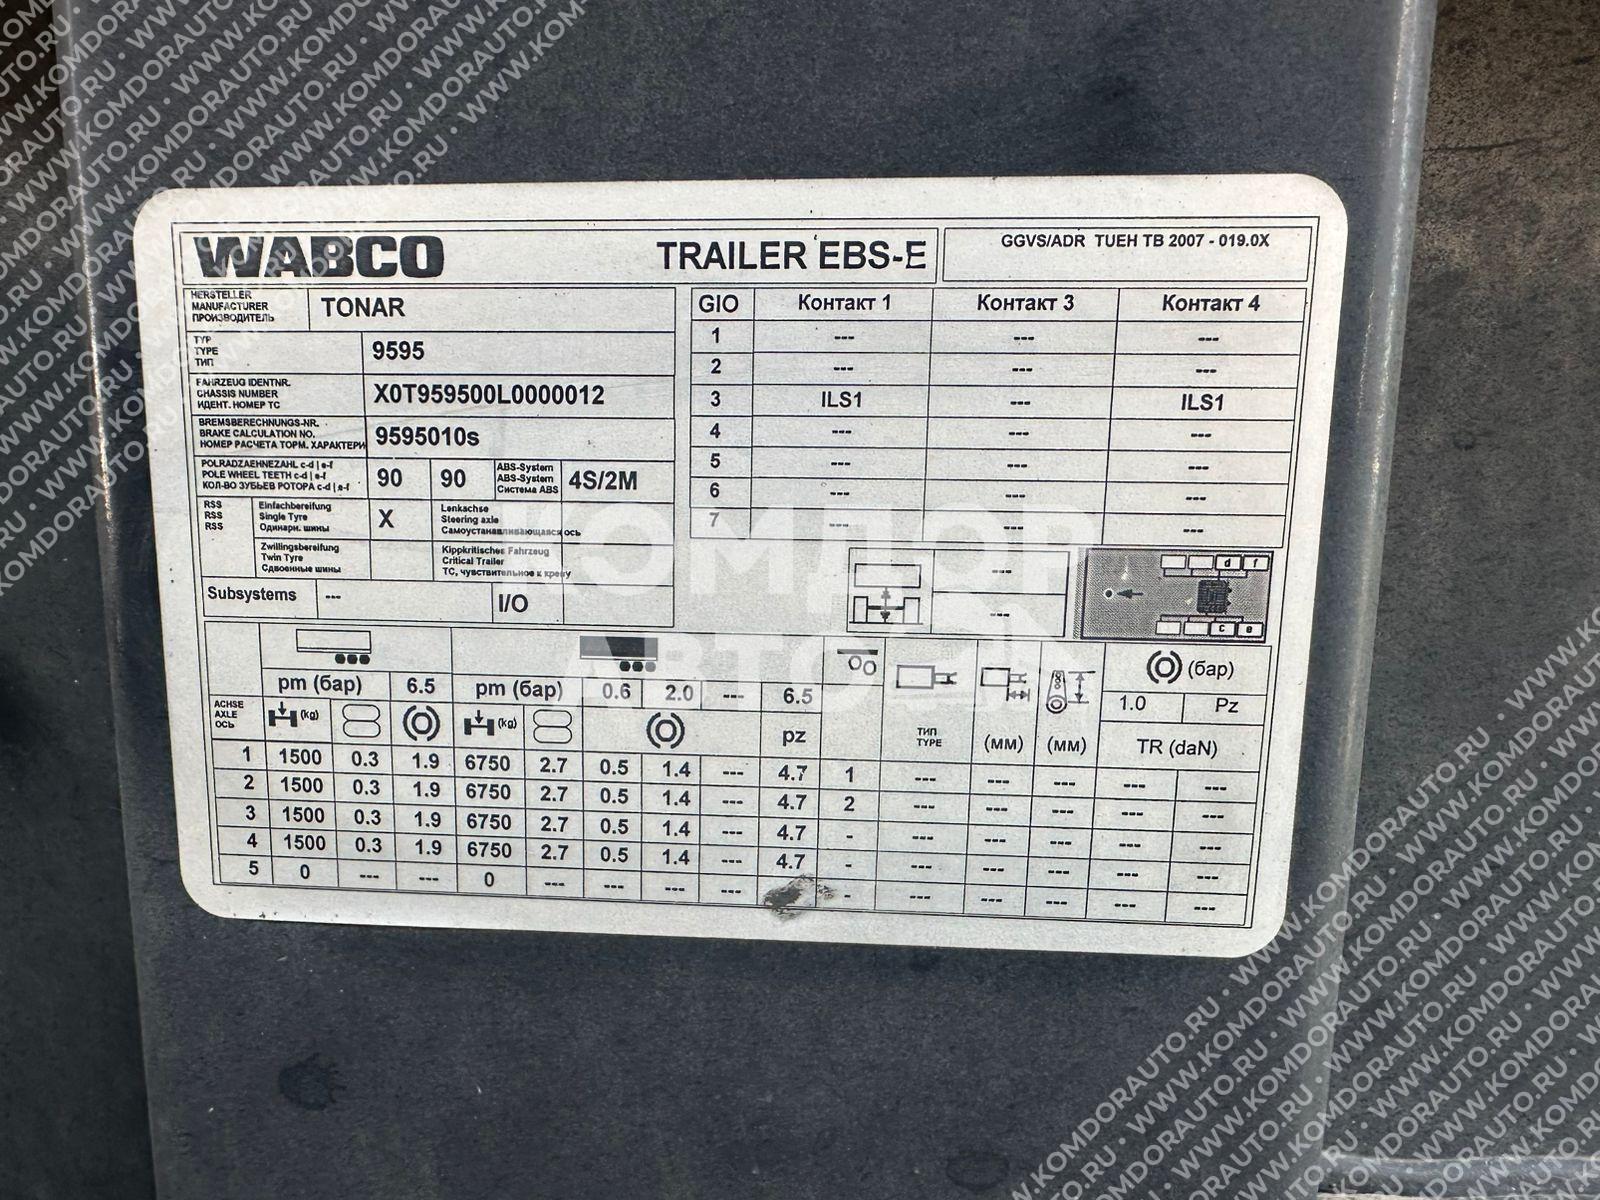 WABCO TRAILER EBS-E GGVS/ADR TUEH TB 2007 - 019.0X
HERSTELLER
MANUFACTURER
ПРОИЗВОДИТЕЛЬ
TONAR
TYP
TYPE
ТИП
9595
FAHRZEUG IDENTNR.
CHASSIS NUMBER
ИДЕНТ. НОМЕР ТС
X0T959500L0000012
BREMSBERECHNUNGS-NR.
BRAKE CALCULATION NO.
НОМЕР РАСЧЕТА ТОРМ. ХАРАКТЕРИ
9595010s
POLRADZAEHNEZAHL c-d | e-f
POLE WHEEL TEETH c-d | e-f
КОЛ-ВО ЗУБЬЕВ РОТОРА c-d | e-f
90 90
ABS-System
ABS-System
Система ABS
4S/2M
RSS
RSS
RSS
Einfachbereifung
Single Tyre
Одинарн. шины
X
Lenkachse
Steering axle
Самоустанавливающаяся ось
Zwillingsbereifung
Twin Tyre
Сдвоенные шины
Kippkritisches Fahrzeug
Critical Trailer
ТС, чувствительное к крену
Subsystems --- I/O
GIO Контакт 1 Контакт 3 Контакт 4
1 --- --- ---
2 --- --- ---
3 ILS1 --- ILS1
4 --- --- ---
5 --- --- ---
6 --- --- ---
7 --- --- ---
---
---
d f
c e
pm (бар) 6.5 pm (бар) 0.6 2.0 --- 6.5
(бар)
1.0 Pz
ACHSE
AXLE
ОСЬ
(kg) (kg) pz
ТИП
TYPE
(мм) (мм) TR (daN)
1 1500 0.3 1.9 6750 2.7 0.5 1.4 --- 4.7 1 --- --- --- --- ---
2 1500 0.3 1.9 6750 2.7 0.5 1.4 --- 4.7 2 --- --- --- --- ---
3 1500 0.3 1.9 6750 2.7 0.5 1.4 --- 4.7 - --- --- --- --- ---
4 1500 0.3 1.9 6750 2.7 0.5 1.4 --- 4.7 - --- --- --- --- ---
5 0 --- --- 0 --- --- --- --- - --- --- --- --- ---
КОМДОР
АВТО
WWW.KOMDORAUTO.RU